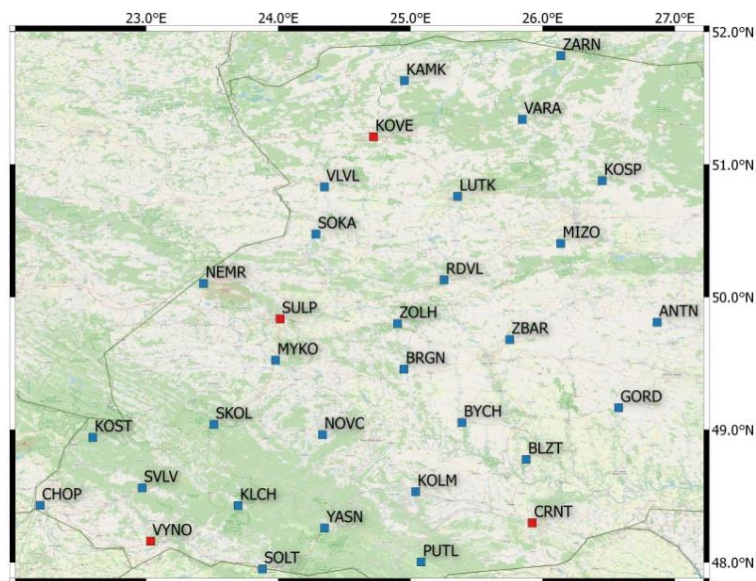 23.0°E 24.0°E 25.0°E 26.0°E 27.0°E
52.0°N
ZARN
KAMK
VARA
KOVE
51.0°N
KOSP
VLVL
LUTK
SOKA
MIZO
RDVL
NEMR
50.0°N
SULP
ZOLH
ANTN
ZBAR
MYKO
BRGN
GORD
SKOL
BYCH
KOST
NOVC
49.0°N
BLZT
SVLV
KOLM
CHOP
KLCH
CRNT
YASN
VYNO
PUTL
SOLT
48.0°N